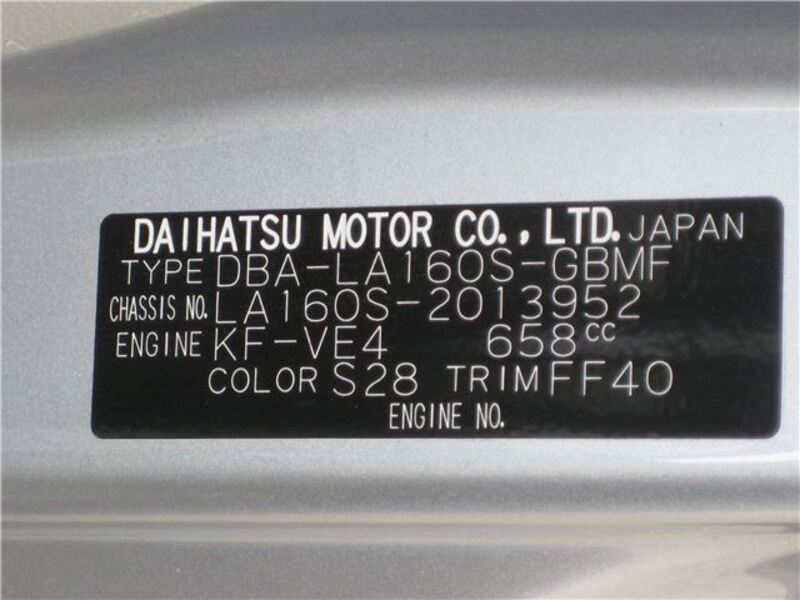 DAIHATSU MOTOR CO., LTD. JAPAN
TYPE DBA-LA160S-GBMF
CHASSIS NO. LA160S-2013952
ENGINE KF-VE4 658cc
COLOR S28 TRIM FF40
ENGINE NO.